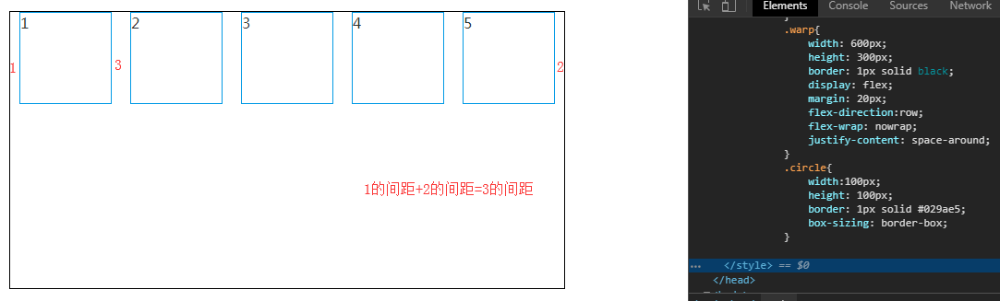 1 2 3 4 5
1 3 2
1的间距+2的间距=3的间距
Elements Console Sources Network
}
.warp{
width: 600px;
height: 300px;
border: 1px solid black;
display: flex;
margin: 20px;
flex-direction:row;
flex-wrap: nowrap;
justify-content: space-around;
}
.circle{
width:100px;
height: 100px;
border: 1px solid #029ae5;
box-sizing: border-box;
}
</style> == $0
</head>